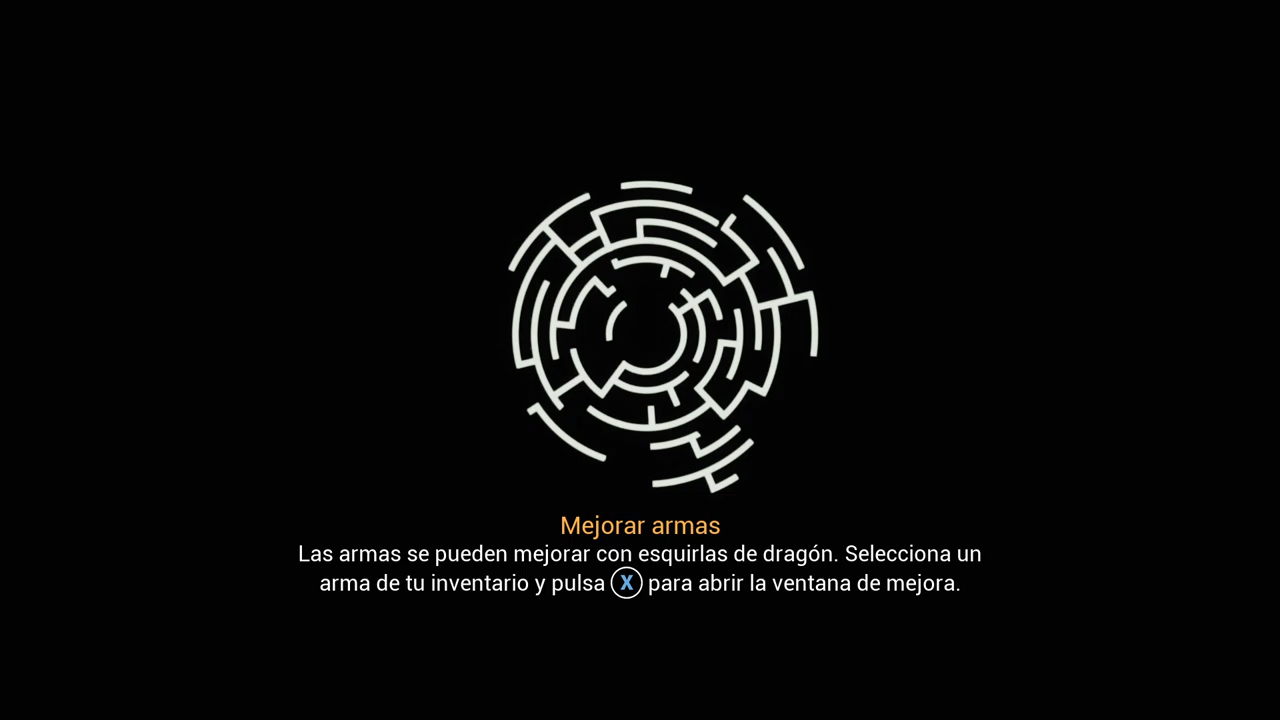 Mejorar armas
Las armas se pueden mejorar con esquirlas de dragón. Selecciona un
arma de tu inventario y pulsa X para abrir la ventana de mejora.